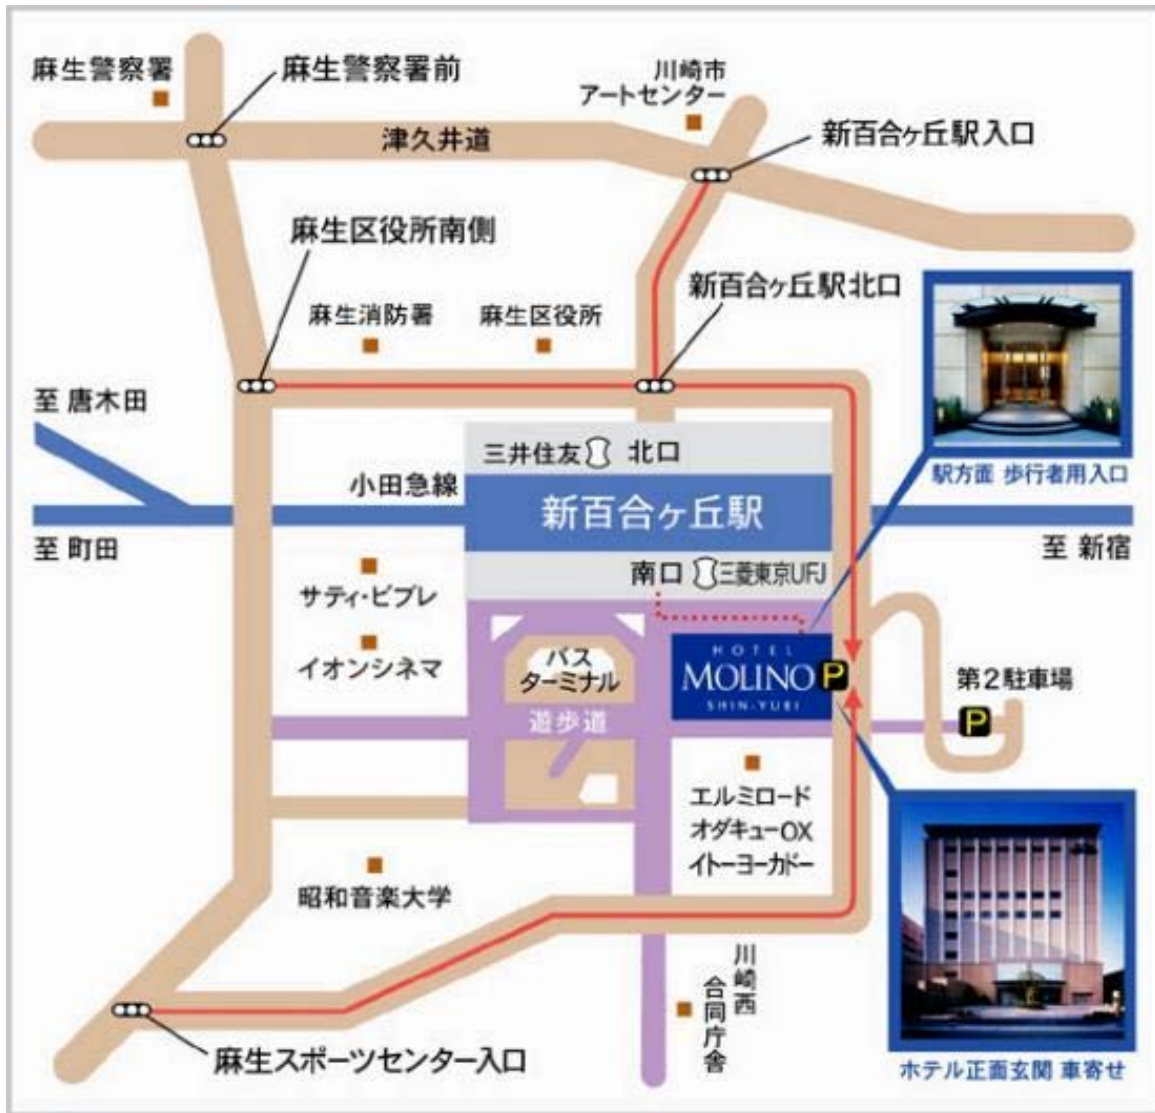 麻生警察署
麻生警察署前
川崎市
アートセンター
新百合ヶ丘駅入口
津久井道
麻生区役所南側
新百合ヶ丘駅北口
麻生消防署
麻生区役所
至 唐木田
三井住友
北口
駅方面 歩行者用入口
小田急線
新百合ヶ丘駅
至 町田
至 新宿
南口
三菱東京UFJ
サティ・ビブレ
イオンシネマ
バス
ターミナル
HOTEL
MOLINO
SHIN-YURI
P
第2駐車場
P
遊歩道
エルミロード
オダキューOX
イトーヨーカドー
昭和音楽大学
川崎西
合同庁舎
麻生スポーツセンター入口
ホテル正面玄関 車寄せ